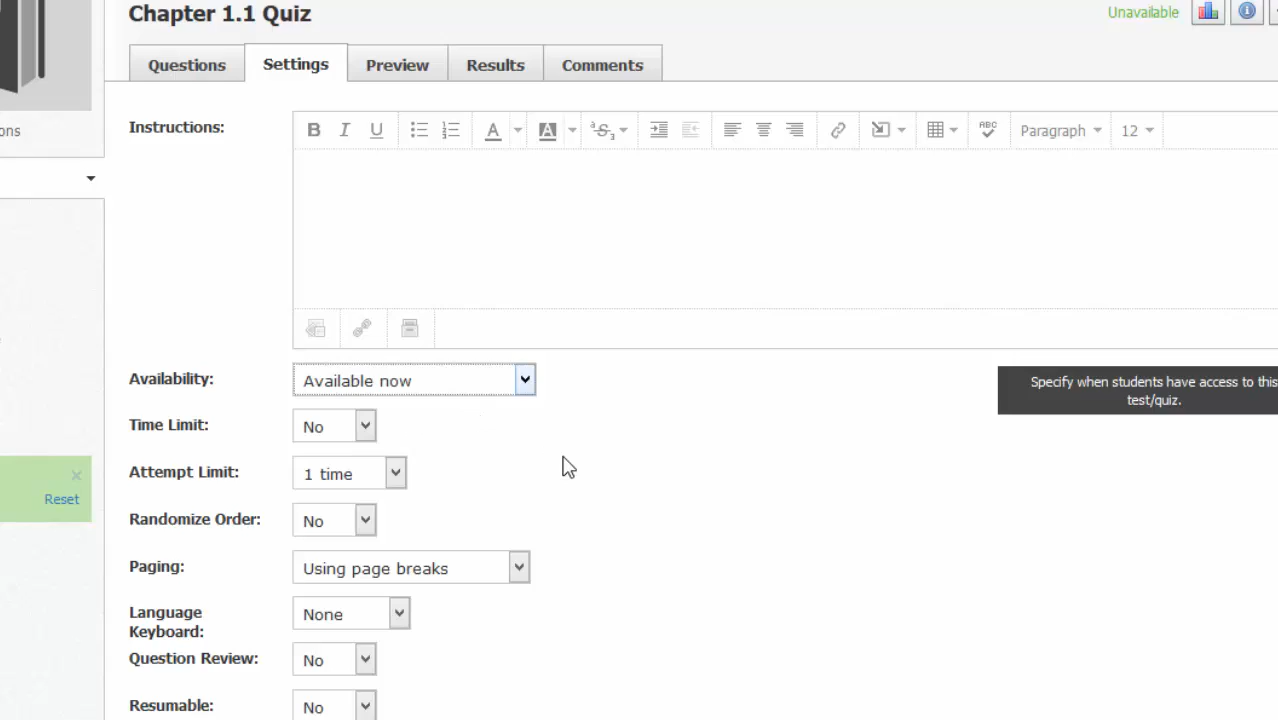 Chapter 1.1 Quiz
Unavailable
Questions Settings Preview Results Comments
ons
Instructions:
B I U A A ABC Paragraph 12
Availability: Available now
Specify when students have access to this
test/quiz.
Time Limit: No
Attempt Limit: 1 time
Reset
Randomize Order: No
Paging: Using page breaks
Language
Keyboard: None
Question Review: No
Resumable: No